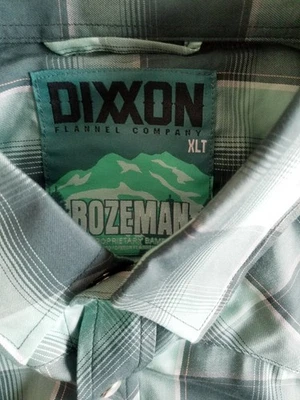 DIXXON
FLANNEL COMPANY
XLT
BOZEMAN